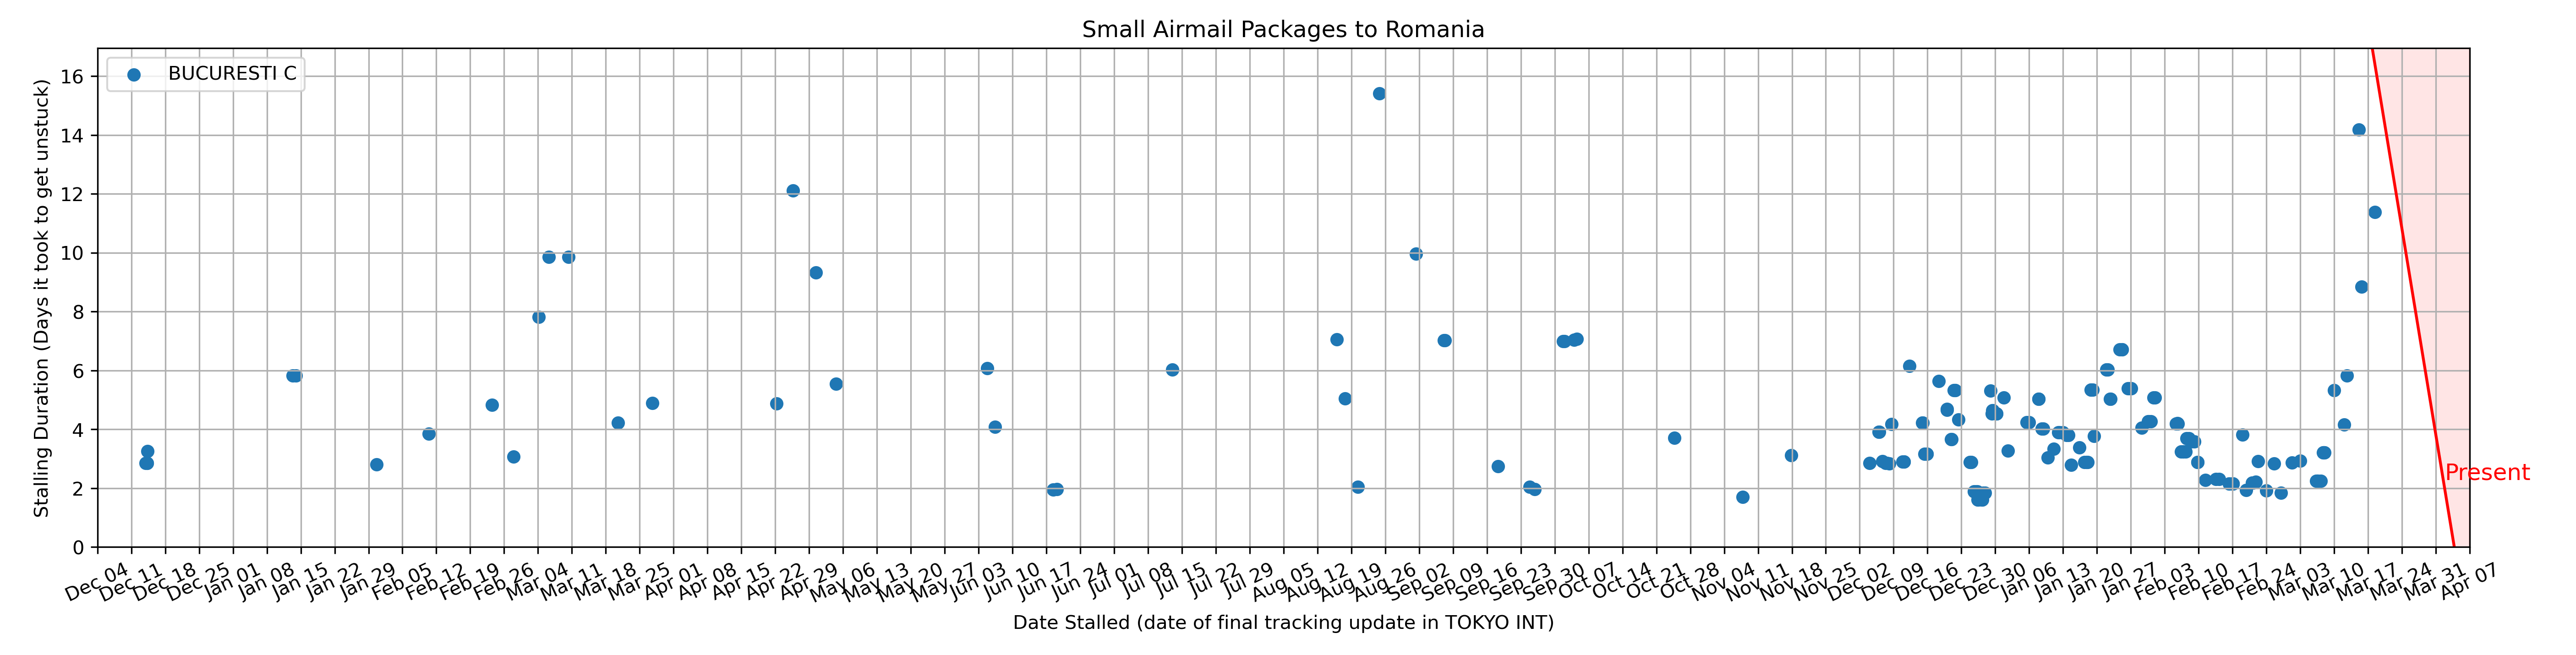 Small Airmail Packages to Romania
BUCURESTI C
Stalling Duration (Days it took to get unstuck)
16
14
12
10
8
6
4
2
0
Present
Dec 04
Dec 11
Dec 18
Dec 25
Jan 01
Jan 08
Jan 15
Jan 22
Jan 29
Feb 05
Feb 12
Feb 19
Feb 26
Mar 04
Mar 11
Mar 18
Mar 25
Apr 01
Apr 08
Apr 15
Apr 22
Apr 29
May 06
May 13
May 20
May 27
Jun 03
Jun 10
Jun 17
Jun 24
Jul 01
Jul 08
Jul 15
Jul 22
Jul 29
Aug 05
Aug 12
Aug 19
Aug 26
Sep 02
Sep 09
Sep 16
Sep 23
Sep 30
Oct 07
Oct 14
Oct 21
Oct 28
Nov 04
Nov 11
Nov 18
Nov 25
Dec 02
Dec 09
Dec 16
Dec 23
Dec 30
Jan 06
Jan 13
Jan 20
Jan 27
Feb 03
Feb 10
Feb 17
Feb 24
Mar 03
Mar 10
Mar 17
Mar 24
Mar 31
Apr 07
Date Stalled (date of final tracking update in TOKYO INT)